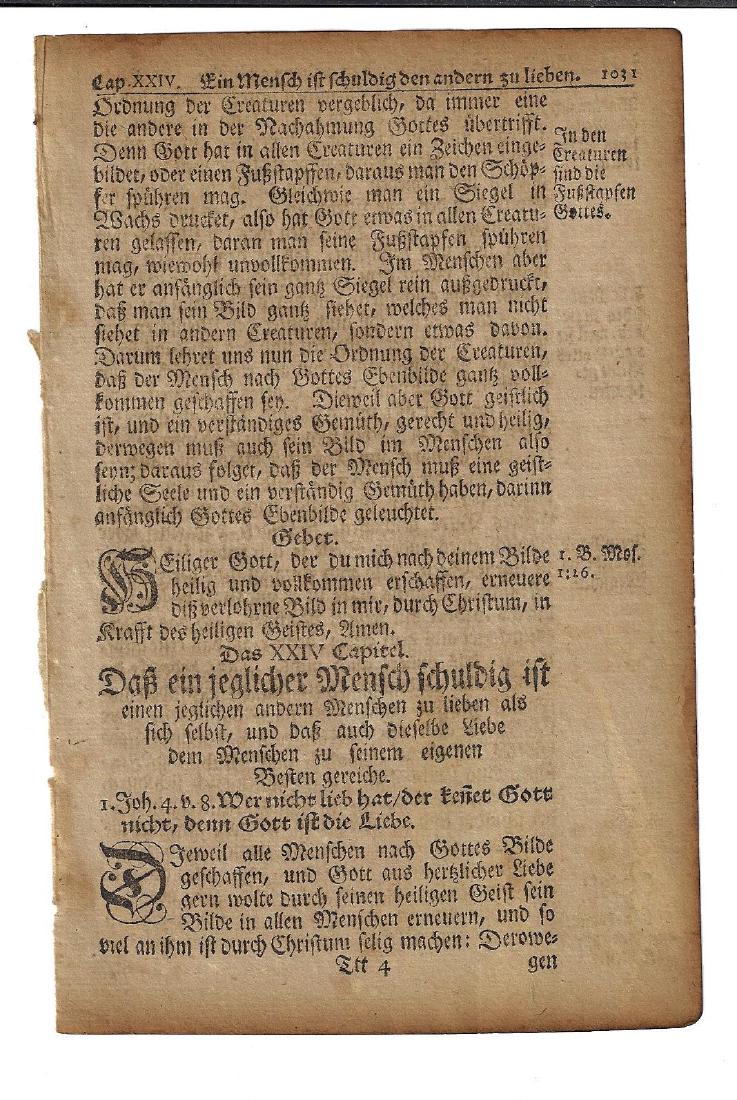 Cap. XXIV. Ein Mensch ist schuldig den andern zu lieben. 1031
Ordnung der Creaturen vergeblich, da immer eine
die andere in der Nachahmung Gottes übertrifft.
Denn Gott hat in allen Creaturen ein Zeichen einge-
bildet, oder einen Fußstapffen, daraus man den Schöp-
fer spühren mag. Gleichwie man ein Siegel in
Wachs drucket, also hat Gott etwas in allen Creatu-
ren gelassen, daran man seine Fußstapfen spühren
mag, wiewohl unvollkommen. Im Menschen aber
hat er anfänglich sein gantz Siegel rein außgedruckt,
daß man sein Bild gantz siehet, welches man nicht
siehet in andern Creaturen, sondern etwas davon.
Darum lehret uns nun die Ordnung der Creaturen,
daß der Mensch nach Gottes Ebenbilde gantz voll-
kommen geschaffen sey. Dieweil aber Gott geistlich
ist, und ein verständiges Gemüth, gerecht und heilig,
derwegen muß auch sein Bild im Menschen also
seyn; daraus folget, daß der Mensch muß eine geist-
liche Seele und ein verständig Gemüth haben, darinn
anfänglich Gottes Ebenbilde geleuchtet.
In den
Creaturen
sind die
Fußstapfen
Gottes.
Gebet.
HEiliger Gott, der du mich nach deinem Bilde
heilig und vollkommen erschaffen, erneuere
diß verlohrne Bild in mir, durch Christum, in
Krafft des heiligen Geistes, Amen.
1. B. Mos.
1:26.
Das XXIV Capitel.
Daß ein jeglicher Mensch schuldig ist
einen jeglichen andern Menschen zu lieben als
sich selbst, und daß auch dieselbe Liebe
dem Menschen zu seinem eigenen
Besten gereiche.
1. Joh. 4. v. 8. Wer nicht lieb hat/der keñet Gott
nicht, denn Gott ist die Liebe.
DJeweil alle Menschen nach Gottes Bilde
geschaffen, und Gott aus hertzlicher Liebe
gern wolte durch seinen heiligen Geist sein
Bilde in allen Menschen erneuern, und so
viel an ihm ist durch Christum selig machen: Derowe-
Ttt 4 gen